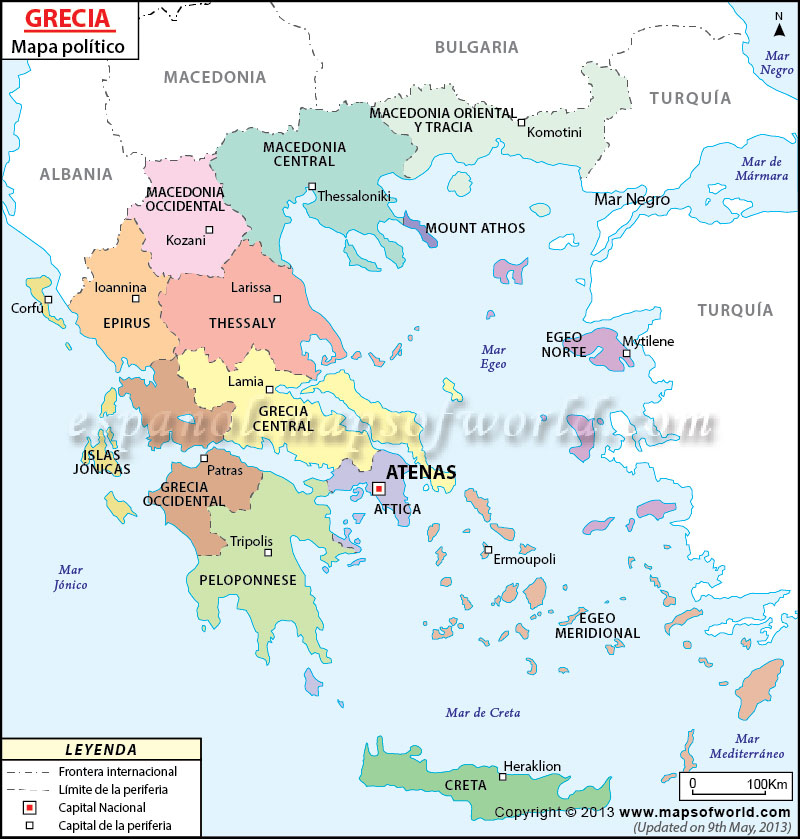 GRECIA
Mapa político
N
BULGARIA
Mar
Negro
MACEDONIA
TURQUÍA
MACEDONIA ORIENTAL
Y TRACIA
Komotini
MACEDONIA
CENTRAL
ALBANIA
Mar de
Mármara
MACEDONIA
OCCIDENTAL
Thessaloniki
Mar Negro
Kozani
MOUNT ATHOS
Ioannina
Larissa
Corfú
EPIRUS
THESSALY
TURQUÍA
EGEO
NORTE
Mytilene
Mar
Egeo
Lamia
GRECIA
CENTRAL
español.mapsofworld.com
ISLAS
JÓNICAS
Patras
ATENAS
GRECIA
OCCIDENTAL
ATTICA
Tripolis
Ermoupoli
Mar
Jónico
PELOPONNESE
EGEO
MERIDIONAL
Mar de Creta
Mar
Mediterráneo
Heraklion
CRETA
LEYENDA
Frontera internacional
Límite de la periferia
Capital Nacional
Capital de la periferia
0 100Km
Copyright © 2013 www.mapsofworld.com
(Updated on 9th May, 2013)